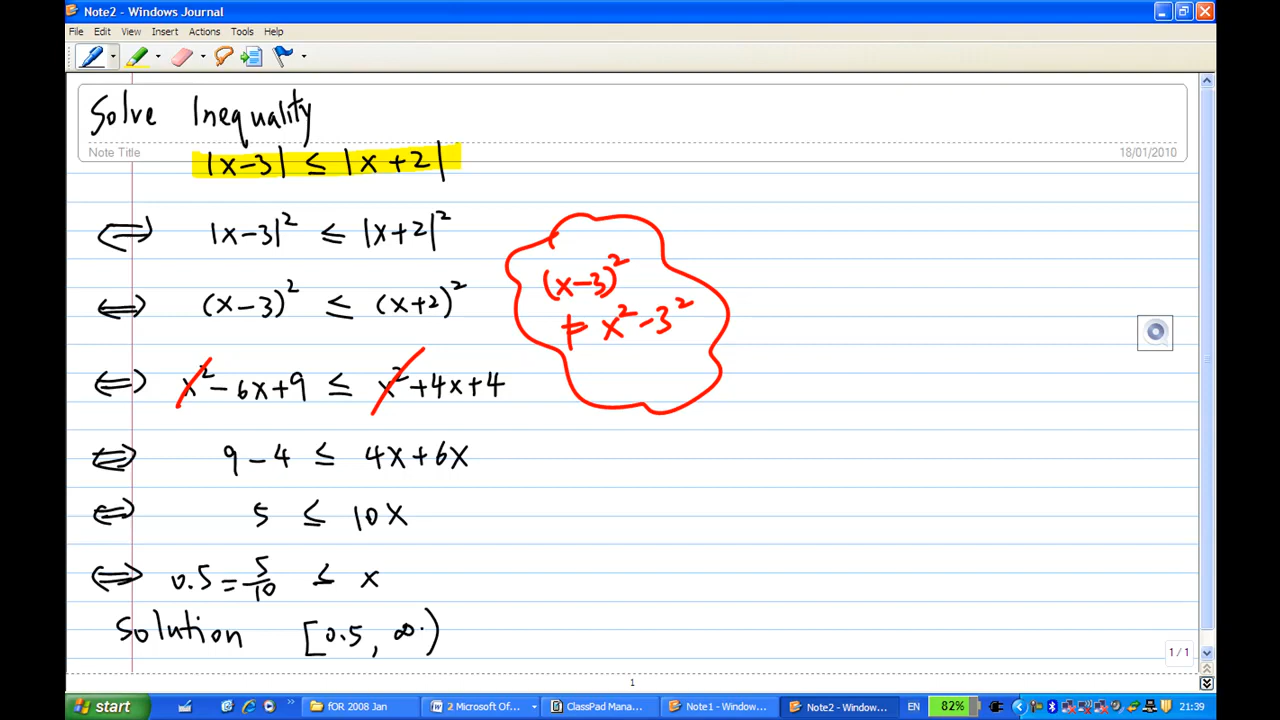 Note2 - Windows Journal
File Edit View Insert Actions Tools Help
Solve Inequality
Note Title
18/01/2010
|x-3| ≤ |x+2|
⇔ |x-3|² ≤ |x+2|²
⇔ (x-3)² ≤ (x+2)²
(x-3)²
≠ x²-3²
⇔ x²-6x+9 ≤ x²+4x+4
⇔ 9-4 ≤ 4x+6x
⇔ 5 ≤ 10x
⇔ 0.5 = 5/10 ≤ x
Solution [0.5, ∞)
1 / 1
1
start
fOR 2008 Jan
2 Microsoft Of...
ClassPad Mana...
Note1 - Window...
Note2 - Window...
EN
82%
21:39